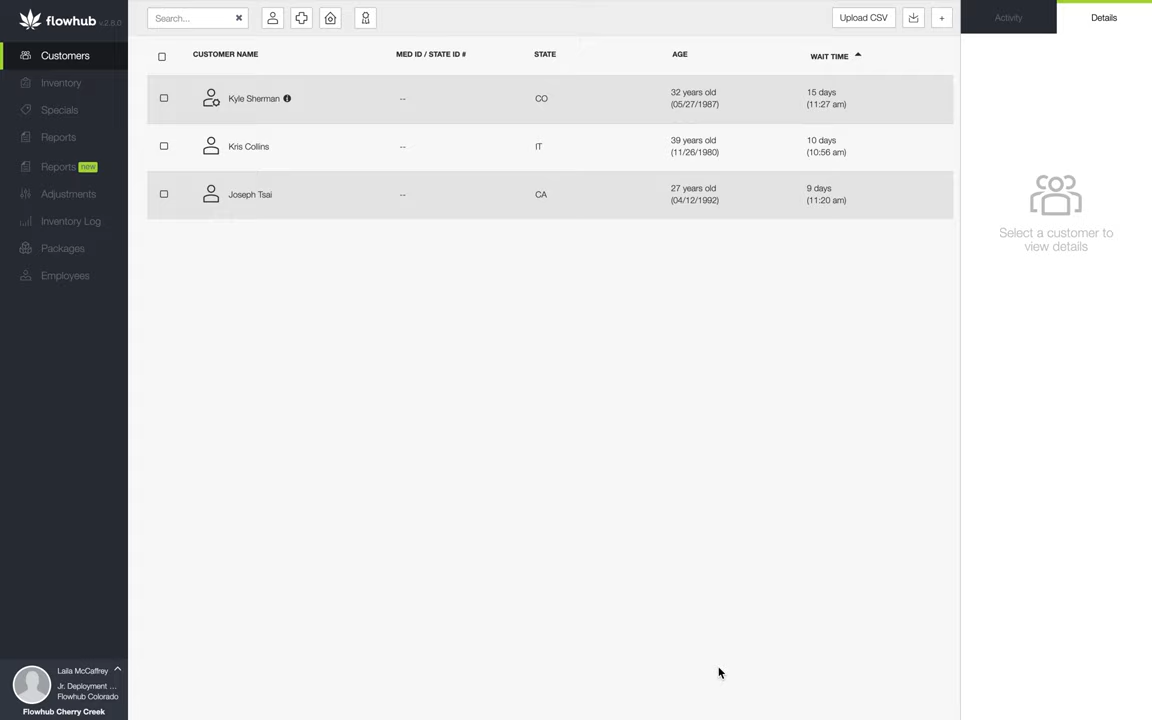 flowhub v.2.8.0
Search...
Upload CSV
+
Activity
Details
Customers
Inventory
Specials
Reports
Reports new
Adjustments
Inventory Log
Packages
Employees
CUSTOMER NAME
MED ID / STATE ID #
STATE
AGE
WAIT TIME
Kyle Sherman
--
CO
32 years old
(05/27/1987)
15 days
(11:27 am)
Kris Collins
--
IT
39 years old
(11/26/1980)
10 days
(10:56 am)
Joseph Tsai
--
CA
27 years old
(04/12/1992)
9 days
(11:20 am)
Select a customer to
view details
Laila McCaffrey
Jr. Deployment ...
Flowhub Colorado
Flowhub Cherry Creek